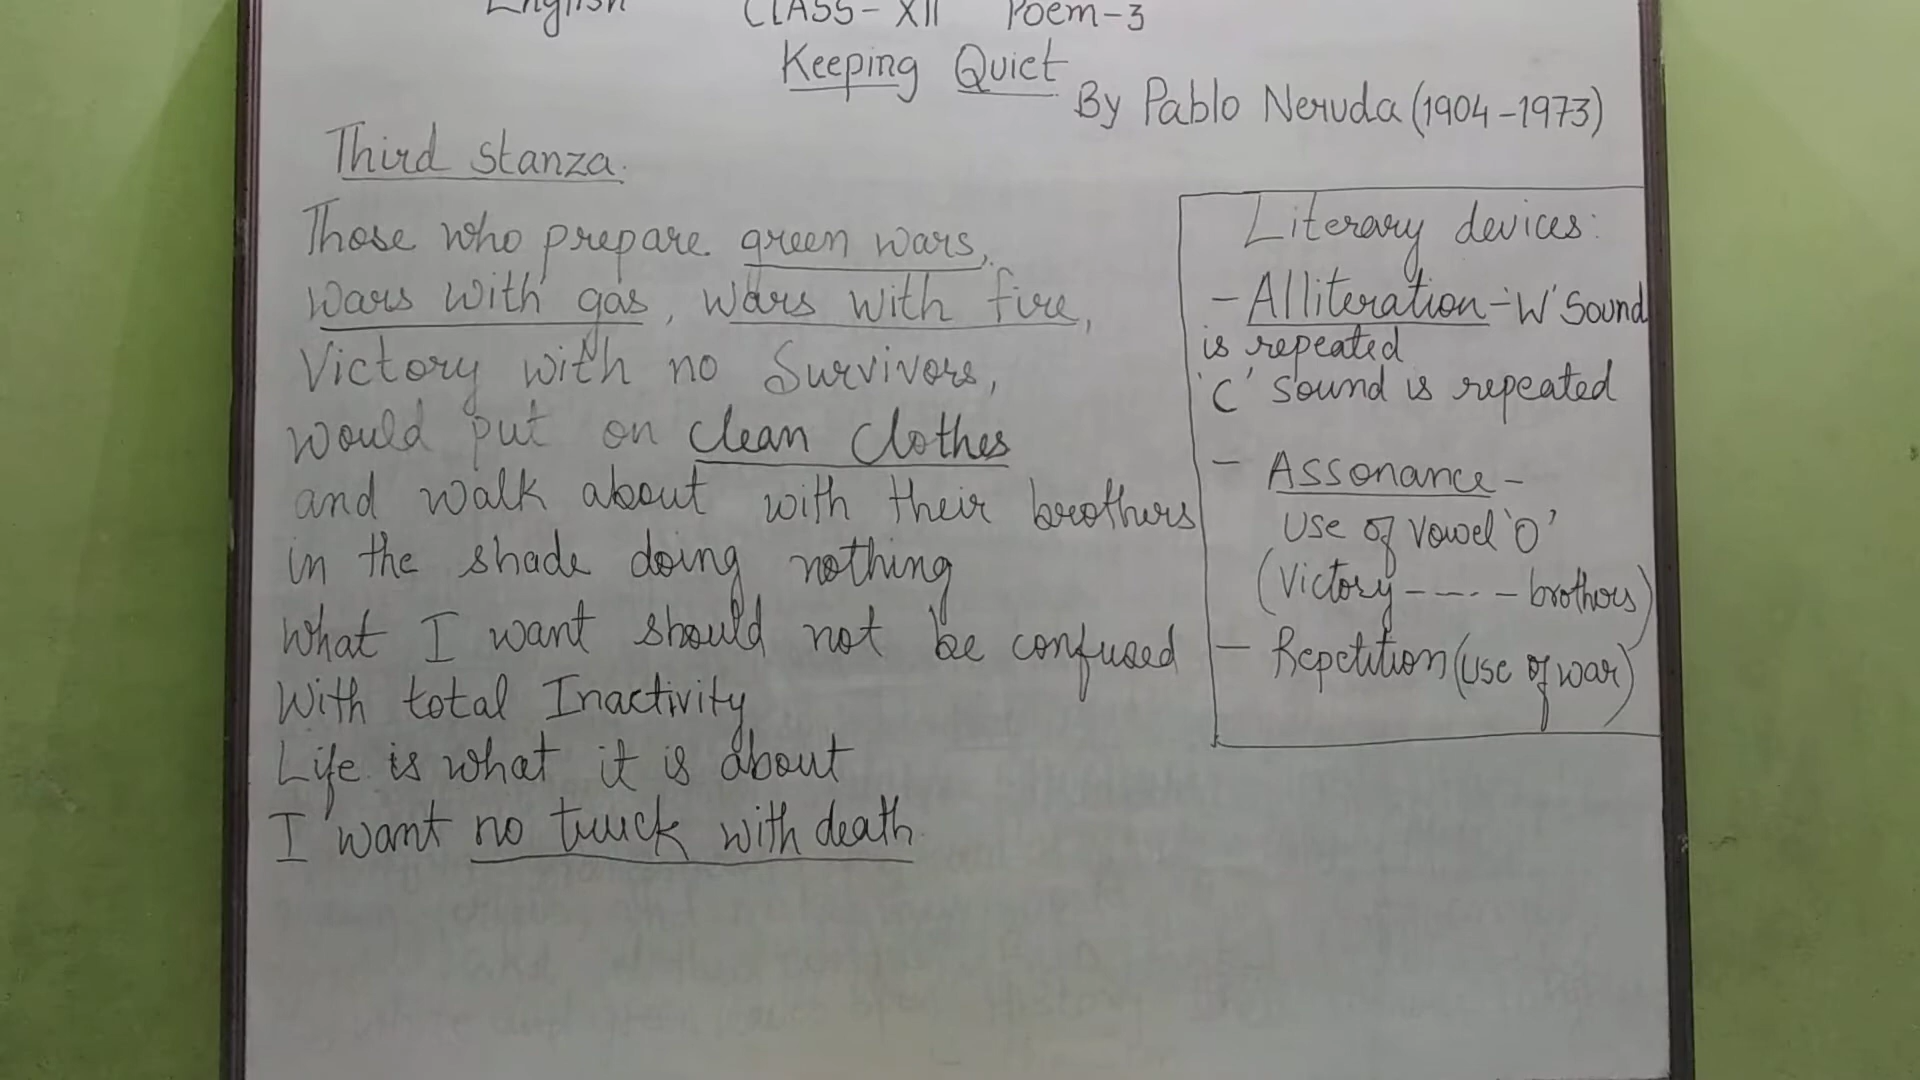 English CLASS-XII Poem-3
Keeping Quiet
By Pablo Neruda (1904-1973)
Third stanza.
Those who prepare green wars,
wars with gas, wars with fire,
Victory with no Survivors,
would put on clean clothes
and walk about with their brothers
in the shade doing nothing
What I want should not be confused
With total Inactivity
Life is what it is about
I want no truck with death.
Literary devices:
- Alliteration - 'W' Sound
is repeated
'C' Sound is repeated
- Assonance -
Use of Vowel 'O'
(Victory ---- brothers)
- Repetition (Use of war)